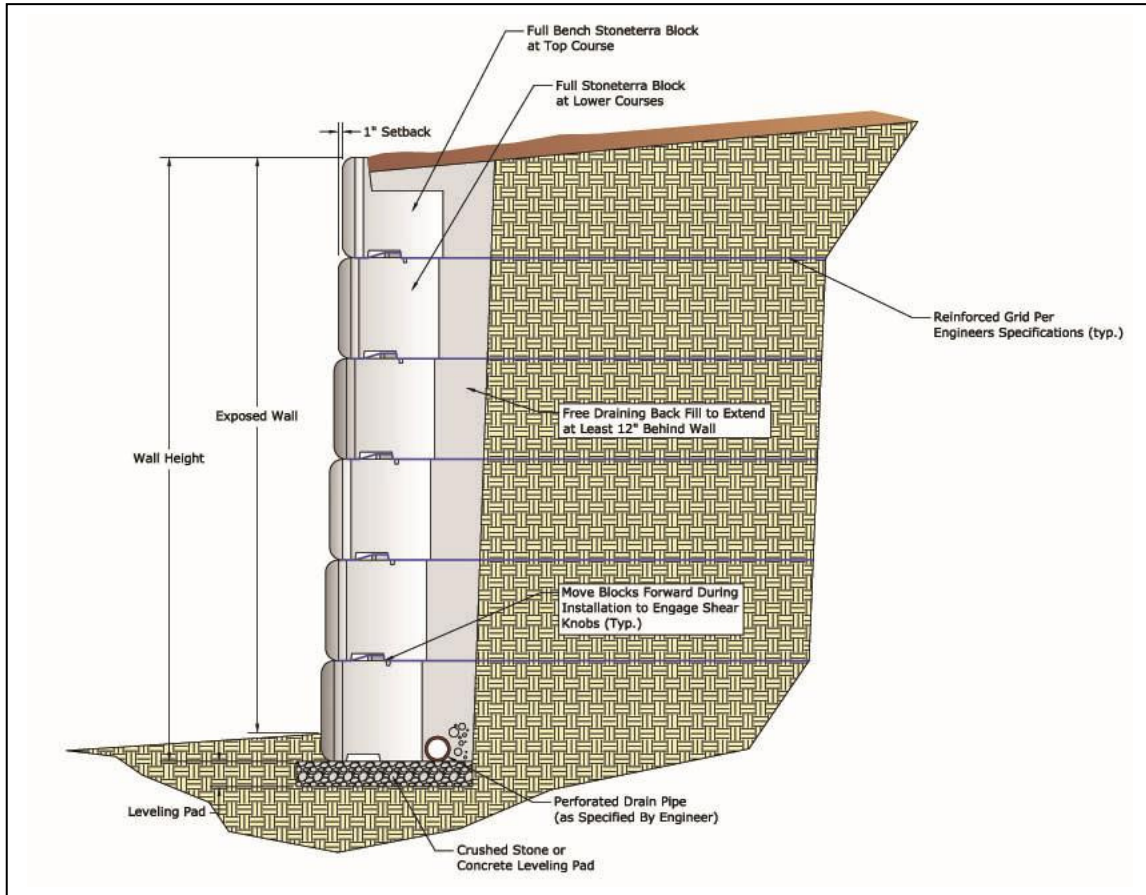 Full Bench Stoneterra Block
at Top Course
Full Stoneterra Block
at Lower Courses
1" Setback
Reinforced Grid Per
Engineers Specifications (typ.)
Free Draining Back Fill to Extend
at Least 12" Behind Wall
Exposed Wall
Wall Height
Move Blocks Forward During
Installation to Engage Shear
Knobs (Typ.)
Leveling Pad
Perforated Drain Pipe
(as Specified By Engineer)
Crushed Stone or
Concrete Leveling Pad